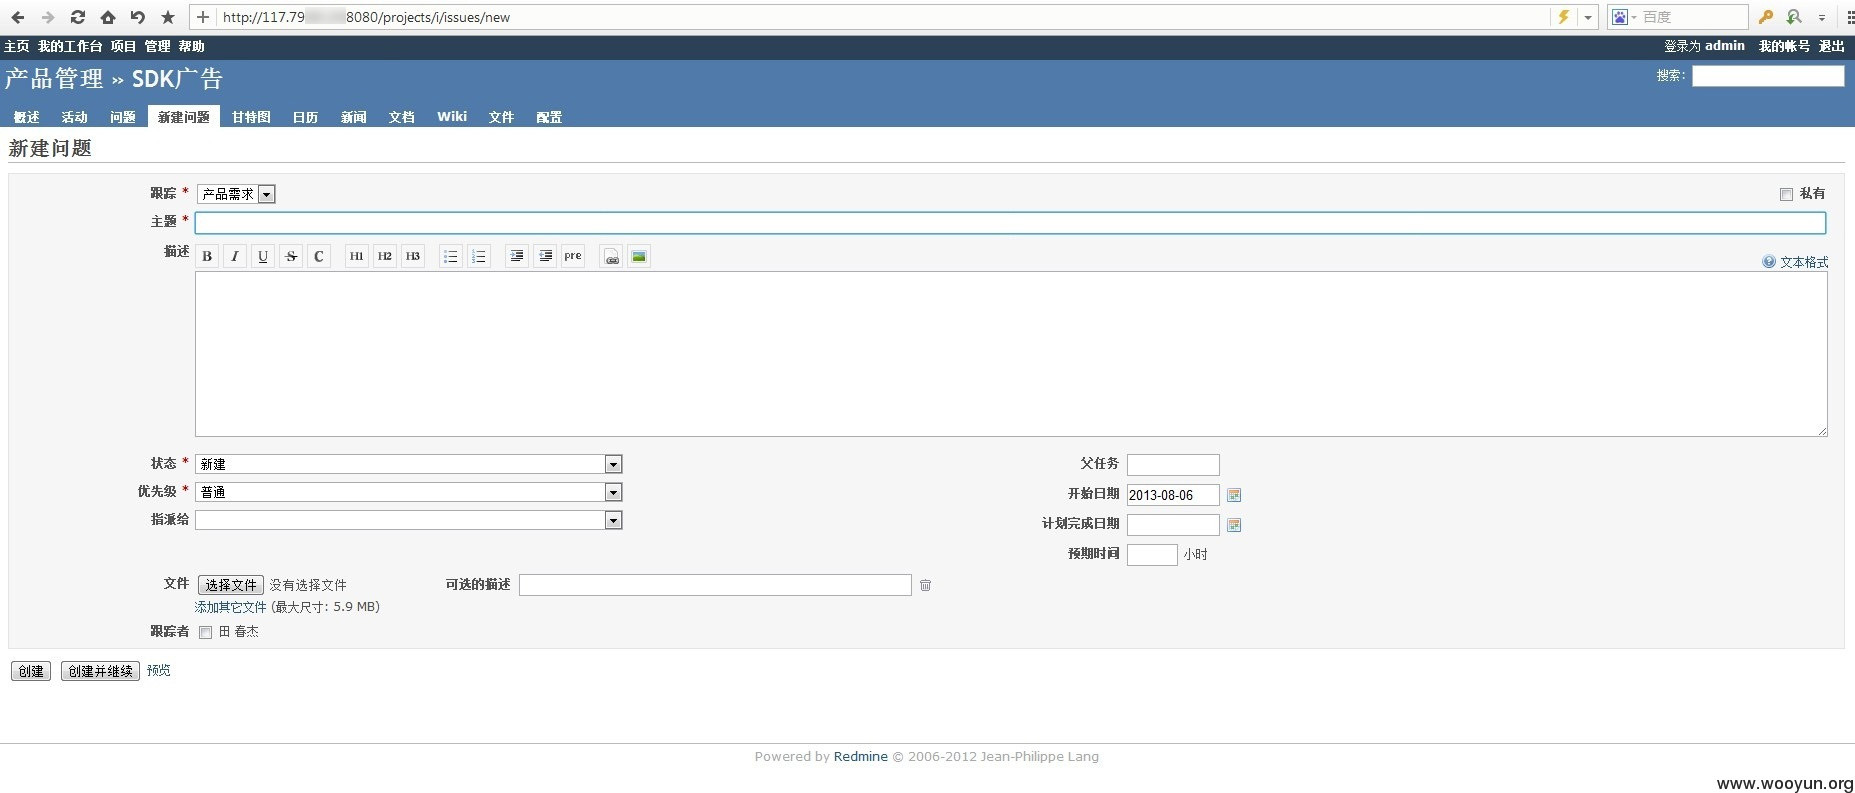 http://117.79 8080/projects/i/issues/new
百度
主页 我的工作台 项目 管理 帮助
登录为 admin 我的帐号 退出
产品管理 » SDK广告
搜索:
概述 活动 问题 新建问题 甘特图 日历 新闻 文档 Wiki 文件 配置
新建问题
跟踪 * 产品需求
私有
主题 *
描述 B I U S C H1 H2 H3 pre
文本格式
状态 * 新建
父任务
优先级 * 普通
开始日期 2013-08-06
指派给
计划完成日期
预期时间 小时
文件 选择文件 没有选择文件 可选的描述
添加其它文件 (最大尺寸: 5.9 MB)
跟踪者 田 春杰
创建 创建并继续 预览
Powered by Redmine © 2006-2012 Jean-Philippe Lang
www.wooyun.org